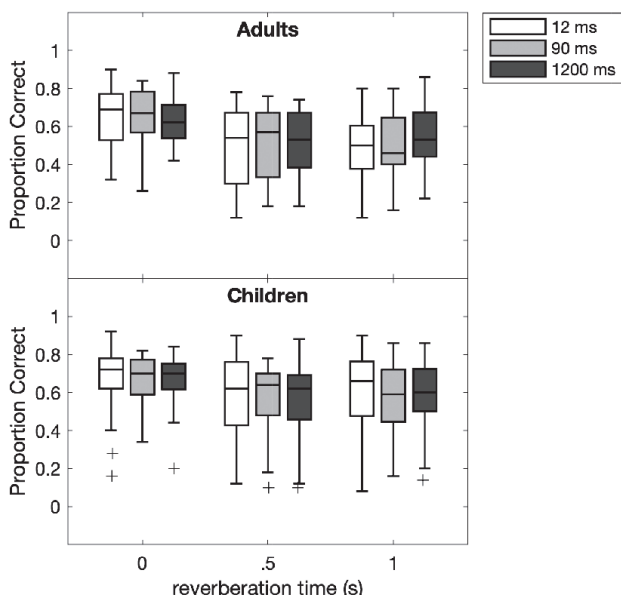 Adults
12 ms
90 ms
1200 ms
Proportion Correct
1
0.8
0.6
0.4
0.2
0
Children
Proportion Correct
1
0.8
0.6
0.4
0.2
0
0 .5 1
reverberation time (s)